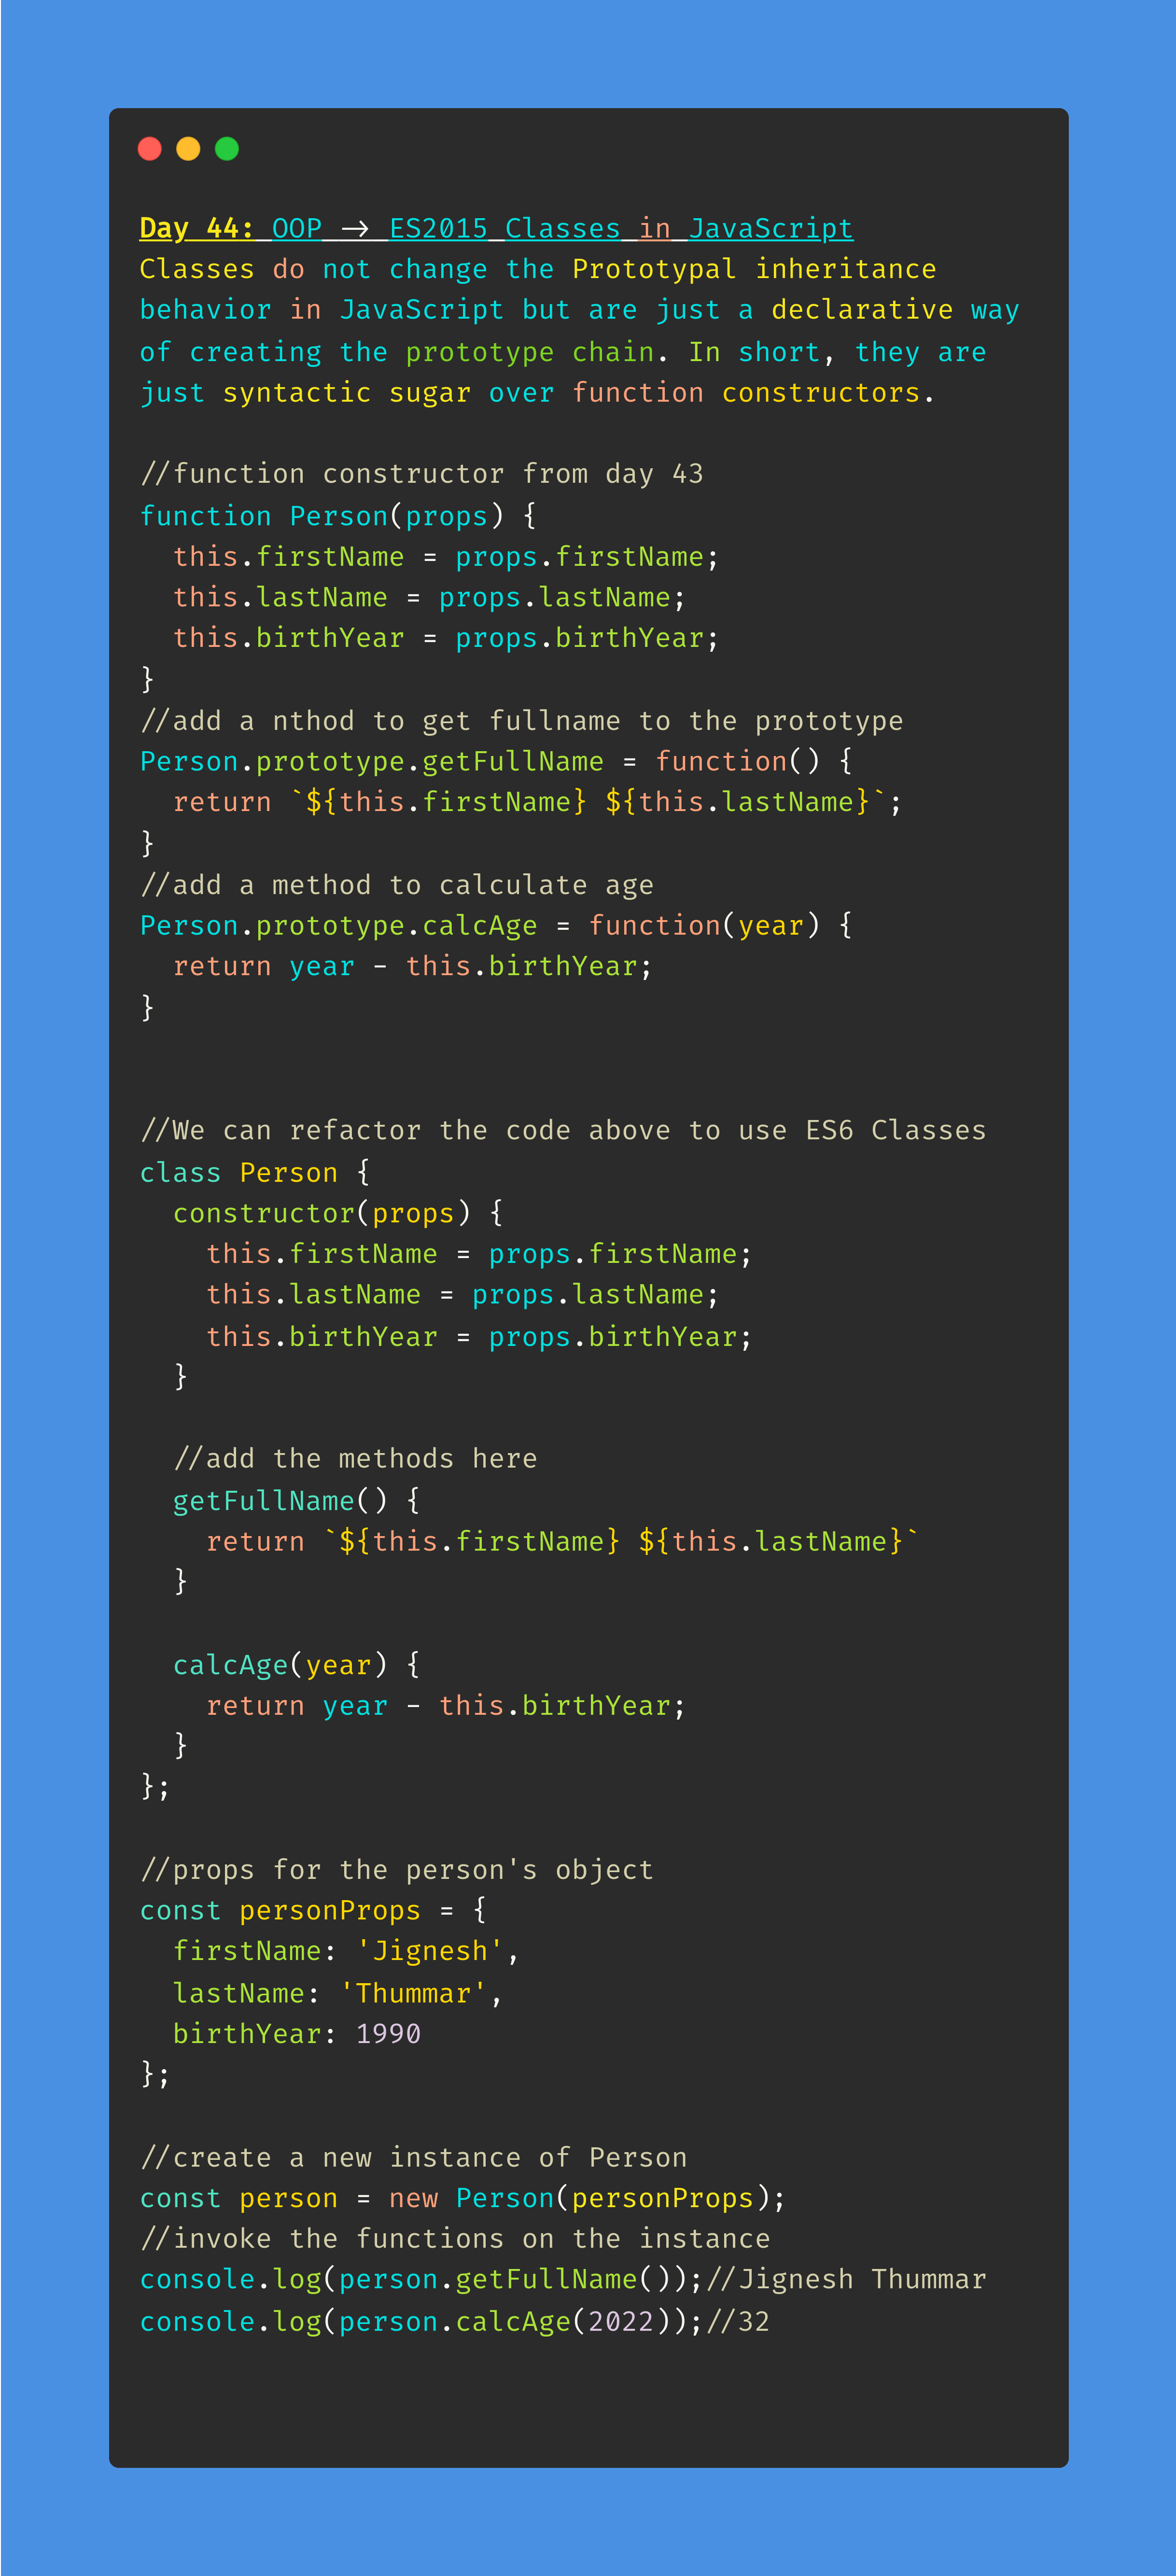 Day 44: OOP -> ES2015 Classes in JavaScript
Classes do not change the Prototypal inheritance
behavior in JavaScript but are just a declarative way
of creating the prototype chain. In short, they are
just syntactic sugar over function constructors.
//function constructor from day 43
function Person(props) {
  this.firstName = props.firstName;
  this.lastName = props.lastName;
  this.birthYear = props.birthYear;
}
//add a nthod to get fullname to the prototype
Person.prototype.getFullName = function() {
  return `${this.firstName} ${this.lastName}`;
}
//add a method to calculate age
Person.prototype.calcAge = function(year) {
  return year - this.birthYear;
}
//We can refactor the code above to use ES6 Classes
class Person {
  constructor(props) {
    this.firstName = props.firstName;
    this.lastName = props.lastName;
    this.birthYear = props.birthYear;
  }
  //add the methods here
  getFullName() {
    return `${this.firstName} ${this.lastName}`
  }
  calcAge(year) {
    return year - this.birthYear;
  }
};
//props for the person's object
const personProps = {
  firstName: 'Jignesh',
  lastName: 'Thummar',
  birthYear: 1990
};
//create a new instance of Person
const person = new Person(personProps);
//invoke the functions on the instance
console.log(person.getFullName());//Jignesh Thummar
console.log(person.calcAge(2022));//32